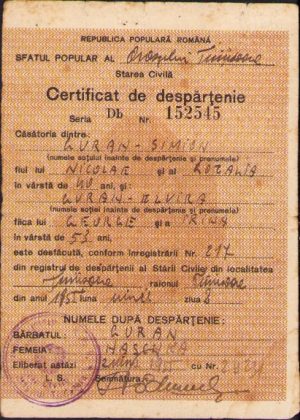 REPUBLICA POPULARĂ ROMÂNĂ
SFATUL POPULAR AL Orașului Timișoara
Starea Civilă
Certificat de despărțenie
Seria Db Nr. 152545
Căsătoria dintre:
GURAN - SIMION
(numele soțului înainte de despărțenie și prenumele)
fiul lui NICOLAE și al ROZALIA
în vârstă de 40 ani, și:
GURAN - ELVIRA
(numele soției înainte de despărțenie și prenumele)
fiica lui GEORGE și a IRINA
în vârstă de 53 ani,
este desfăcută, conform înregistrării Nr. 217
din registrul de despărțenii al Stării Civile din localitatea
Timișoara raionul Timișoara
din anul 1951 luna ziua
NUMELE DUPĂ DESPĂRȚENIE:
BĂRBATUL: GURAN
FEMEIA:
Eliberat astăzi cu Nr.
L. S. Semnătura